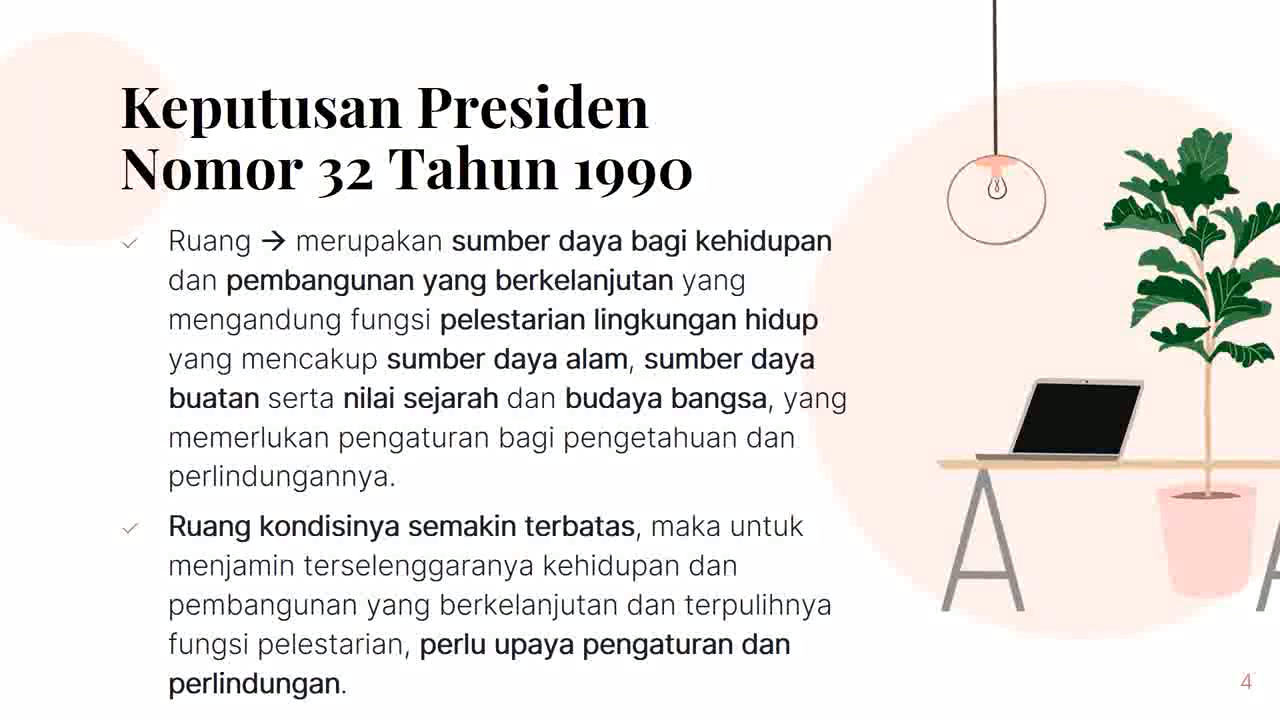 Keputusan Presiden
Nomor 32 Tahun 1990
Ruang → merupakan sumber daya bagi kehidupan
dan pembangunan yang berkelanjutan yang
mengandung fungsi pelestarian lingkungan hidup
yang mencakup sumber daya alam, sumber daya
buatan serta nilai sejarah dan budaya bangsa, yang
memerlukan pengaturan bagi pengetahuan dan
perlindungannya.
Ruang kondisinya semakin terbatas, maka untuk
menjamin terselenggaranya kehidupan dan
pembangunan yang berkelanjutan dan terpulihnya
fungsi pelestarian, perlu upaya pengaturan dan
perlindungan.
4